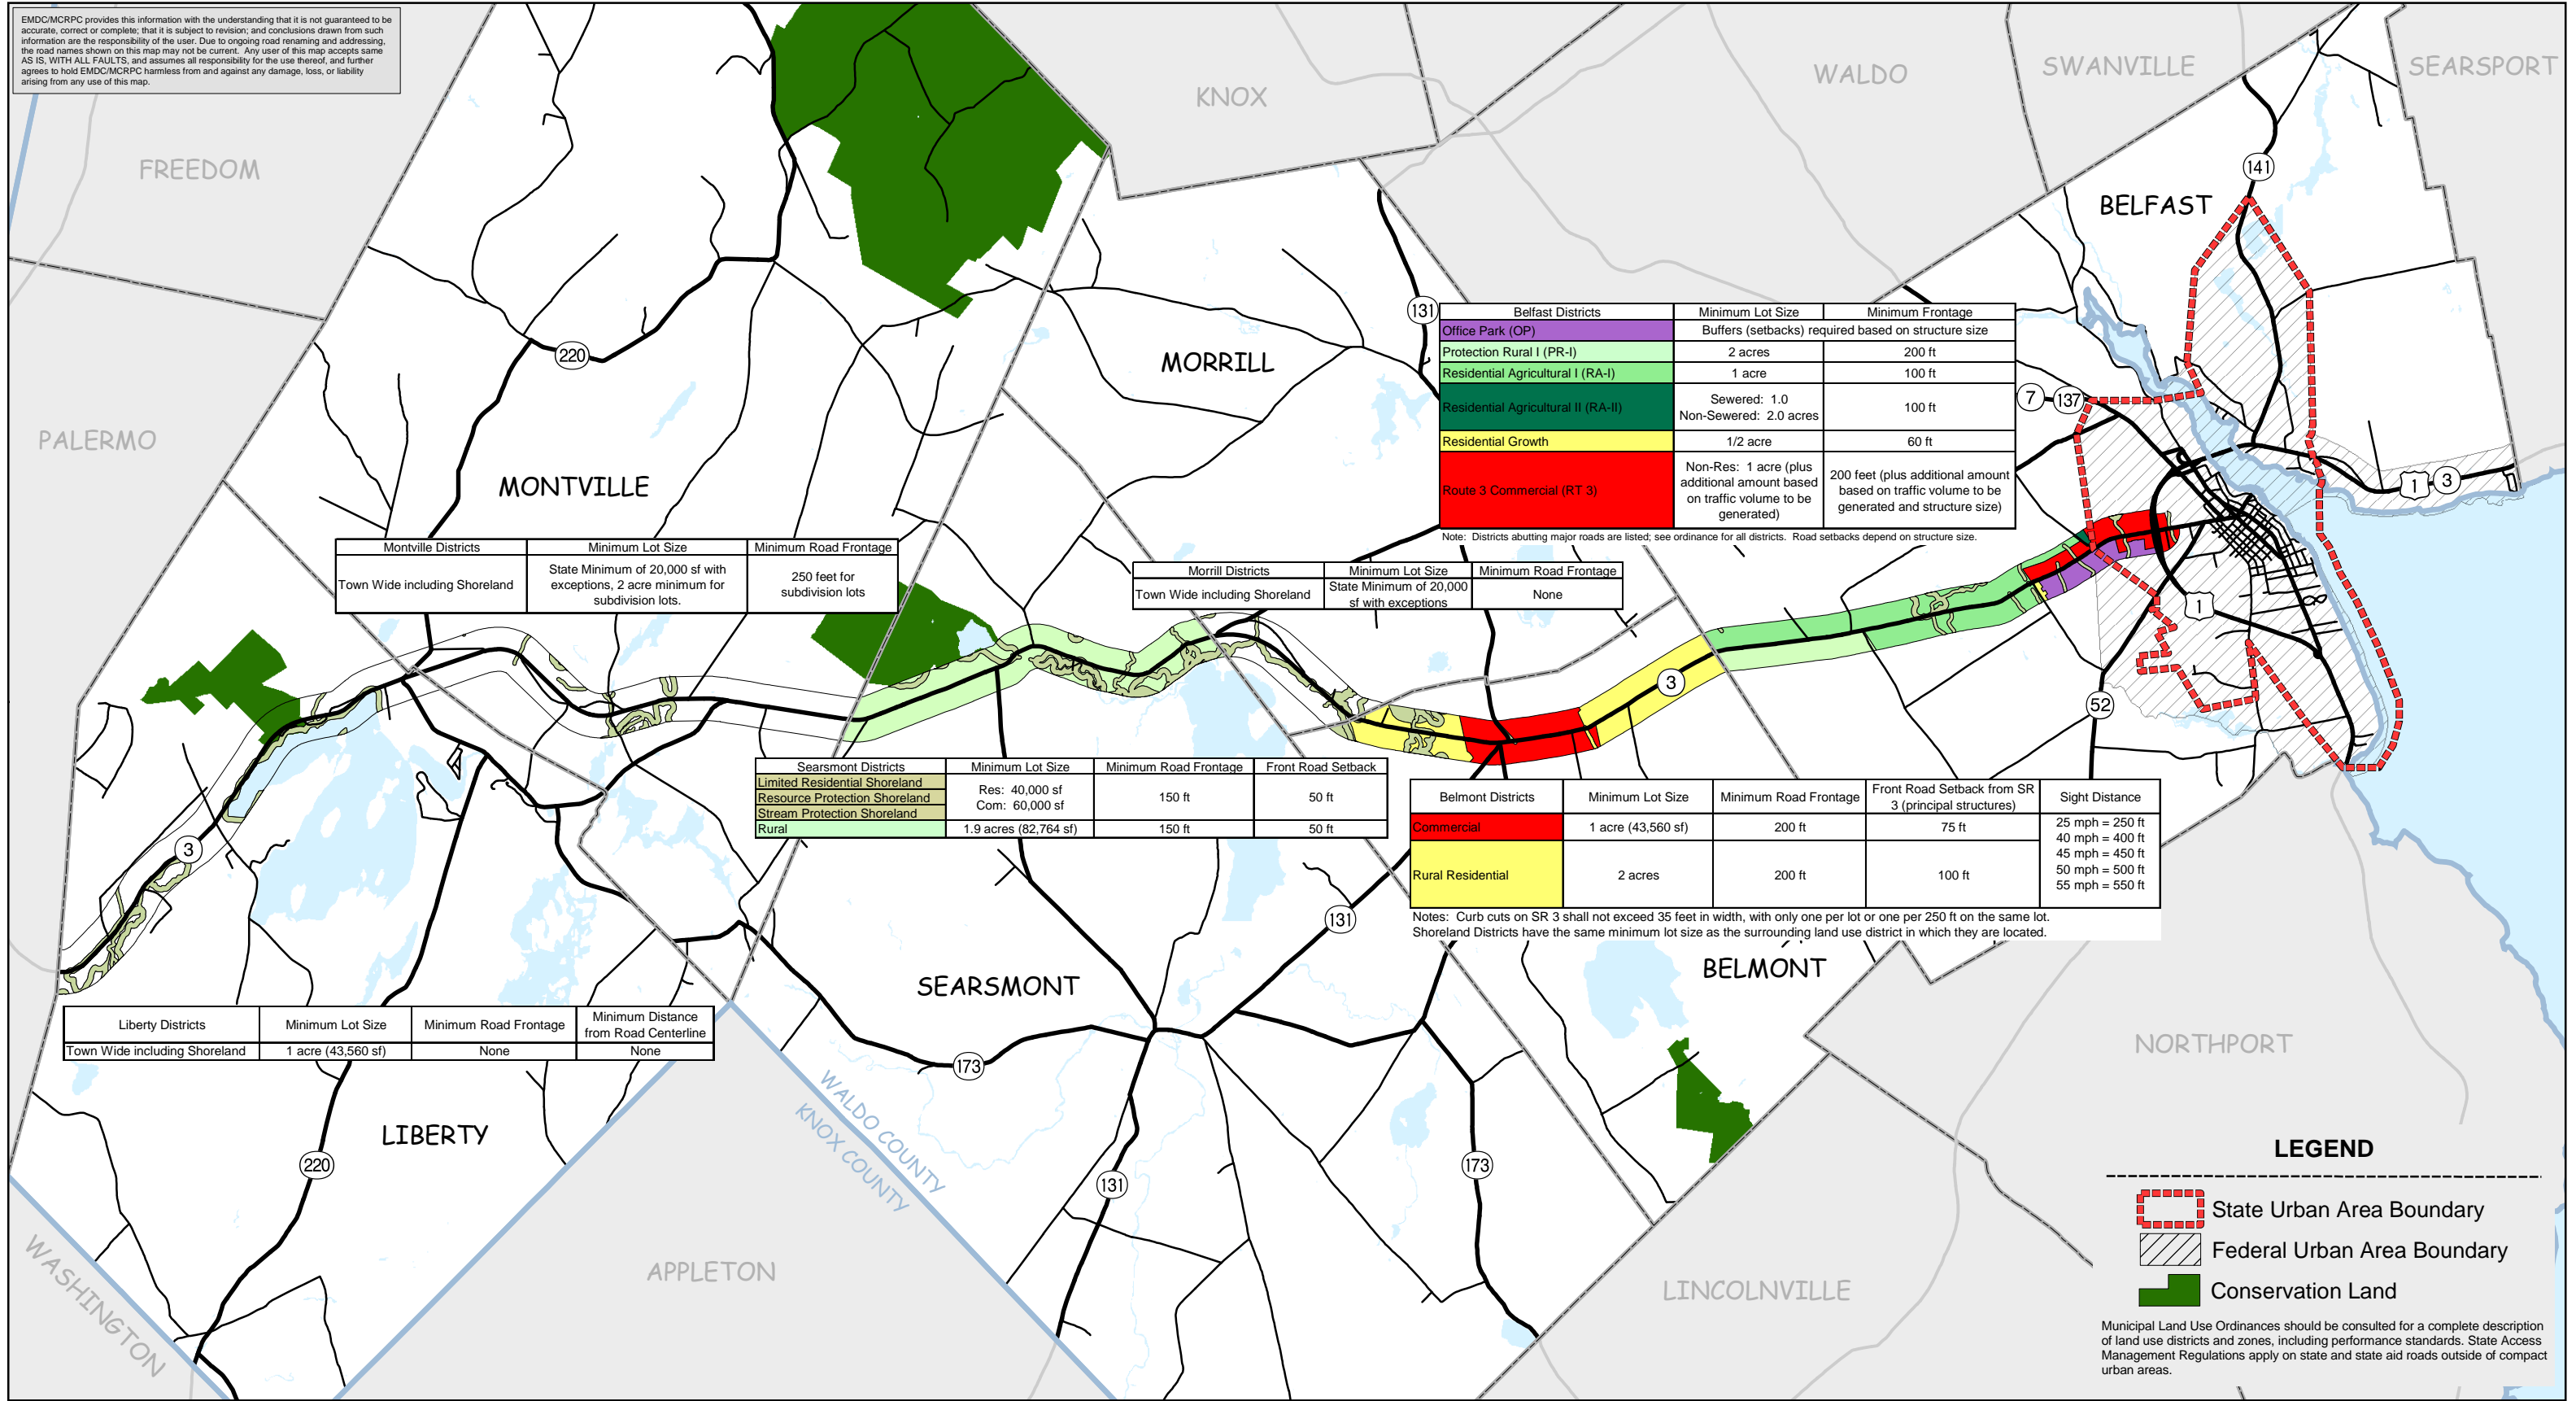 EMDC/MCRPC provides this information with the understanding that it is not guaranteed to be
accurate, correct or complete; that it is subject to revision; and conclusions drawn from such
information are the responsibility of the user. Due to ongoing road renaming and addressing,
the road names shown on this map may not be current. Any user of this map accepts same
AS IS, WITH ALL FAULTS, and assumes all responsibility for the use thereof, and further
agrees to hold EMDC/MCRPC harmless from and against any damage, loss, or liability
arising from any use of this map.
KNOX
WALDO
SWANVILLE
SEARSPORT
FREEDOM
141
BELFAST
131
220
MORRILL
PALERMO
MONTVILLE
Belfast Districts Minimum Lot Size Minimum Frontage
Office Park (OP) Buffers (setbacks) required based on structure size
Protection Rural I (PR-I) 2 acres 200 ft
Residential Agricultural I (RA-I) 1 acre 100 ft
Residential Agricultural II (RA-II) Sewered: 1.0
Non-Sewered: 2.0 acres 100 ft
Residential Growth 1/2 acre 60 ft
Route 3 Commercial (RT 3) Non-Res: 1 acre (plus
additional amount based
on traffic volume to be
generated) 200 feet (plus additional amount
based on traffic volume to be
generated and structure size)
Note: Districts abutting major roads are listed; see ordinance for all districts. Road setbacks depend on structure size.
7 137
1 3
Montville Districts Minimum Lot Size Minimum Road Frontage
Town Wide including Shoreland State Minimum of 20,000 sf with
exceptions, 2 acre minimum for
subdivision lots. 250 feet for
subdivision lots
Morrill Districts Minimum Lot Size Minimum Road Frontage
Town Wide including Shoreland State Minimum of 20,000
sf with exceptions None
1
3
52
Searsmont Districts Minimum Lot Size Minimum Road Frontage Front Road Setback
Limited Residential Shoreland
Resource Protection Shoreland
Stream Protection Shoreland
Res: 40,000 sf
Com: 60,000 sf 150 ft 50 ft
Rural 1.9 acres (82,764 sf) 150 ft 50 ft
Belmont Districts Minimum Lot Size Minimum Road Frontage Front Road Setback from SR
3 (principal structures) Sight Distance
Commercial 1 acre (43,560 sf) 200 ft 75 ft
Rural Residential 2 acres 200 ft 100 ft
25 mph = 250 ft
40 mph = 400 ft
45 mph = 450 ft
50 mph = 500 ft
55 mph = 550 ft
Notes: Curb cuts on SR 3 shall not exceed 35 feet in width, with only one per lot or one per 250 ft on the same lot.
Shoreland Districts have the same minimum lot size as the surrounding land use district in which they are located.
3
131
SEARSMONT
BELMONT
Liberty Districts Minimum Lot Size Minimum Road Frontage Minimum Distance
from Road Centerline
Town Wide including Shoreland 1 acre (43,560 sf) None None
NORTHPORT
173
WALDO COUNTY
KNOX COUNTY
LIBERTY
220
131
173
WASHINGTON
APPLETON
LINCOLNVILLE
LEGEND
State Urban Area Boundary
Federal Urban Area Boundary
Conservation Land
Municipal Land Use Ordinances should be consulted for a complete description
of land use districts and zones, including performance standards. State Access
Management Regulations apply on state and state aid roads outside of compact
urban areas.